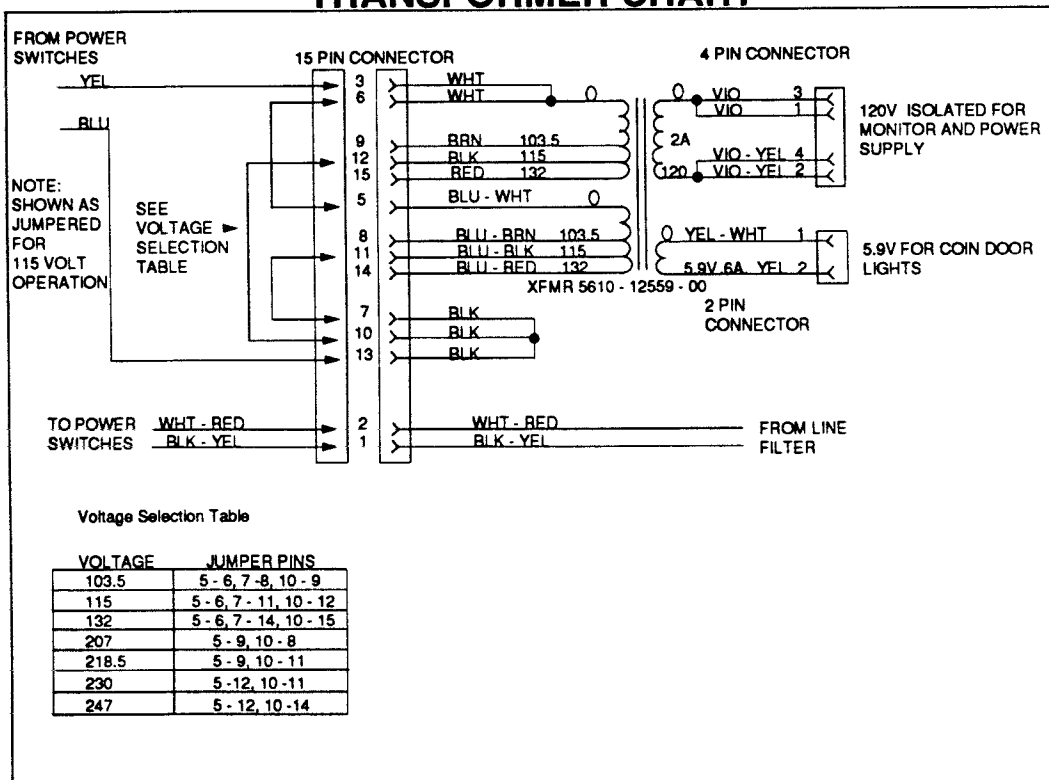 TRANSFORMER CHART
FROM POWER
SWITCHES
YEL
BLU
NOTE:
SHOWN AS
JUMPERED
FOR
115 VOLT
OPERATION
SEE
VOLTAGE
SELECTION
TABLE
15 PIN CONNECTOR
3 WHT
6 WHT 0
9 BRN 103.5
12 BLK 115
15 RED 132
5 BLU - WHT 0
8 BLU - BRN 103.5
11 BLU - BLK 115
14 BLU - RED 132
XFMR 5610 - 12559 - 00
7 BLK
10 BLK
13 BLK
4 PIN CONNECTOR
0 VIO 3
VIO 1
2A
VIO - YEL 4
120 VIO - YEL 2
120V ISOLATED FOR
MONITOR AND POWER
SUPPLY
0 YEL - WHT 1
5.9V 6A YEL 2
5.9V FOR COIN DOOR
LIGHTS
2 PIN
CONNECTOR
TO POWER
SWITCHES
WHT - RED 2 WHT - RED
BLK - YEL 1 BLK - YEL
FROM LINE
FILTER
Voltage Selection Table
VOLTAGE JUMPER PINS
103.5 5 - 6, 7 -8, 10 - 9
115 5 - 6, 7 - 11, 10 - 12
132 5 - 6, 7 - 14, 10 - 15
207 5 - 9, 10 - 8
218.5 5 - 9, 10 - 11
230 5 -12, 10 -11
247 5 - 12, 10 -14